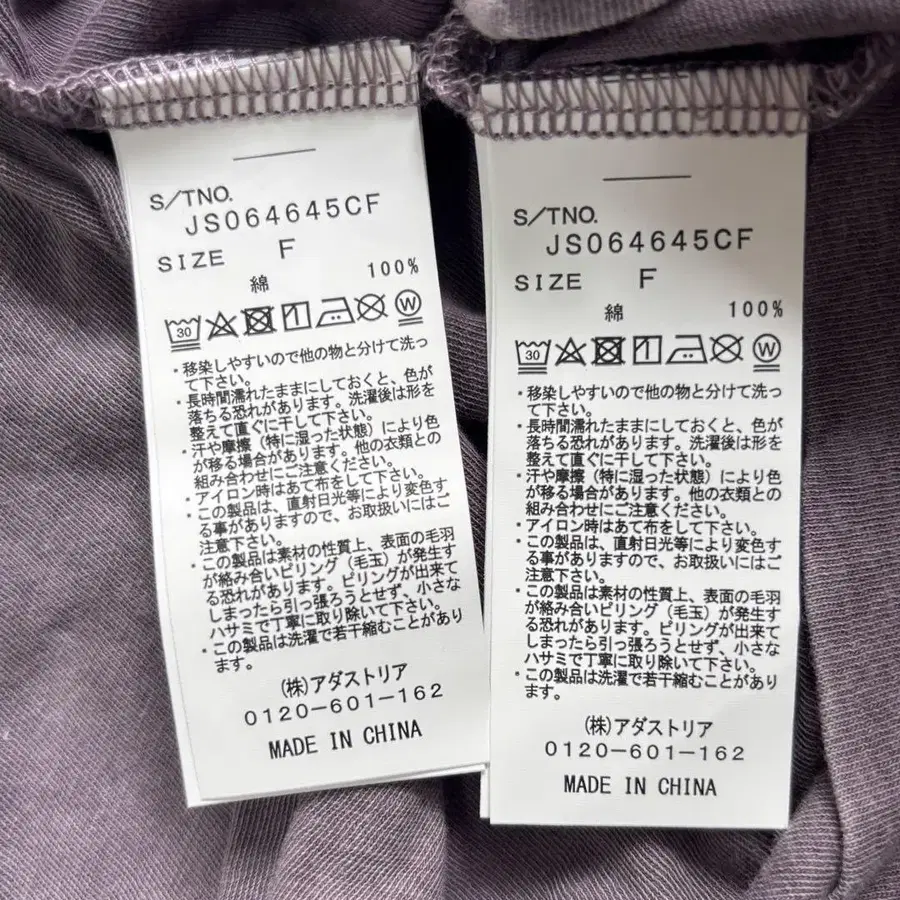 S/TNO.
JS064645CF
SIZE F
綿 100%
30 W
・移染しやすいので他の物と分けて洗っ
て下さい。
・長時間濡れたままにしておくと、色が
落ちる恐れがあります。洗濯後は形を
整えて直ぐに干して下さい。
・汗や摩擦（特に湿った状態）により色
が移る場合があります。他の衣類との
組み合わせにご注意ください。
・アイロン時はあて布をして下さい。
・この製品は、直射日光等により変色す
る事がありますので、お取扱いにはご
注意下さい。
・この製品は素材の性質上、表面の毛羽
が絡み合いピリング（毛玉）が発生す
る恐れがあります。ピリングが出来て
しまったら引っ張ろうとせず、小さな
ハサミで丁寧に取り除いて下さい。
・この製品は洗濯で若干縮むことがあり
ます。
(株)アダストリア
0120-601-162
MADE IN CHINA
S/TNO.
JS064645CF
SIZE F
綿 100%
30 W
・移染しやすいので他の物と分けて洗っ
て下さい。
・長時間濡れたままにしておくと、色が
落ちる恐れがあります。洗濯後は形を
整えて直ぐに干して下さい。
・汗や摩擦（特に湿った状態）により色
が移る場合があります。他の衣類との
組み合わせにご注意ください。
・アイロン時はあて布をして下さい。
・この製品は、直射日光等により変色す
る事がありますので、お取扱いにはご
注意下さい。
・この製品は素材の性質上、表面の毛羽
が絡み合いピリング（毛玉）が発生す
る恐れがあります。ピリングが出来て
しまったら引っ張ろうとせず、小さな
ハサミで丁寧に取り除いて下さい。
・この製品は洗濯で若干縮むことがあり
ます。
(株)アダストリア
0120-601-162
MADE IN CHINA